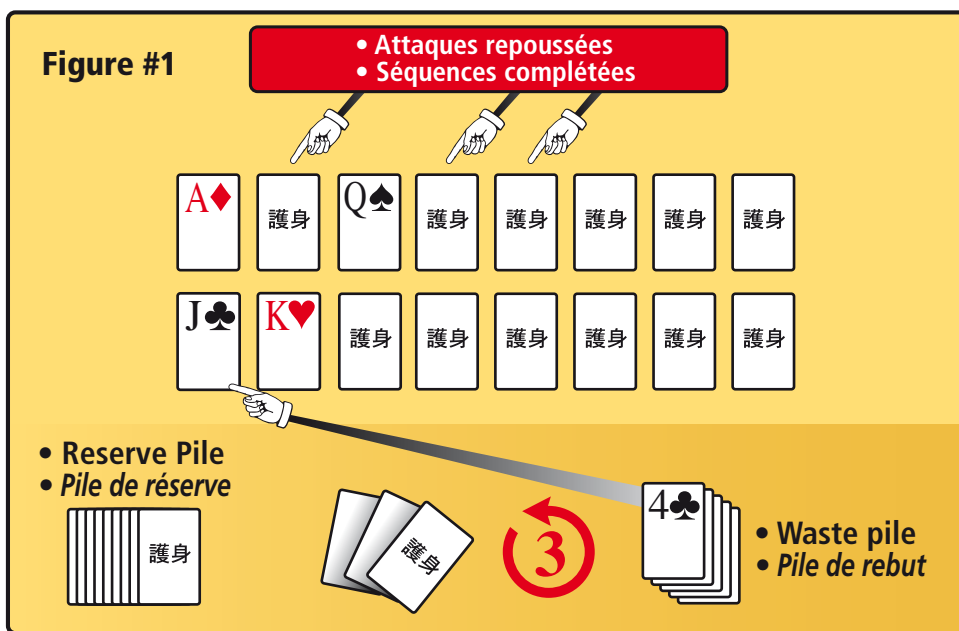 Figure #1
• Attaques repoussées
• Séquences complétées
A♦ 護身 Q♠ 護身 護身 護身 護身 護身
J♣ K♥ 護身 護身 護身 護身 護身 護身
• Reserve Pile
• Pile de réserve
護身
護身
3
4♣
• Waste pile
• Pile de rebut